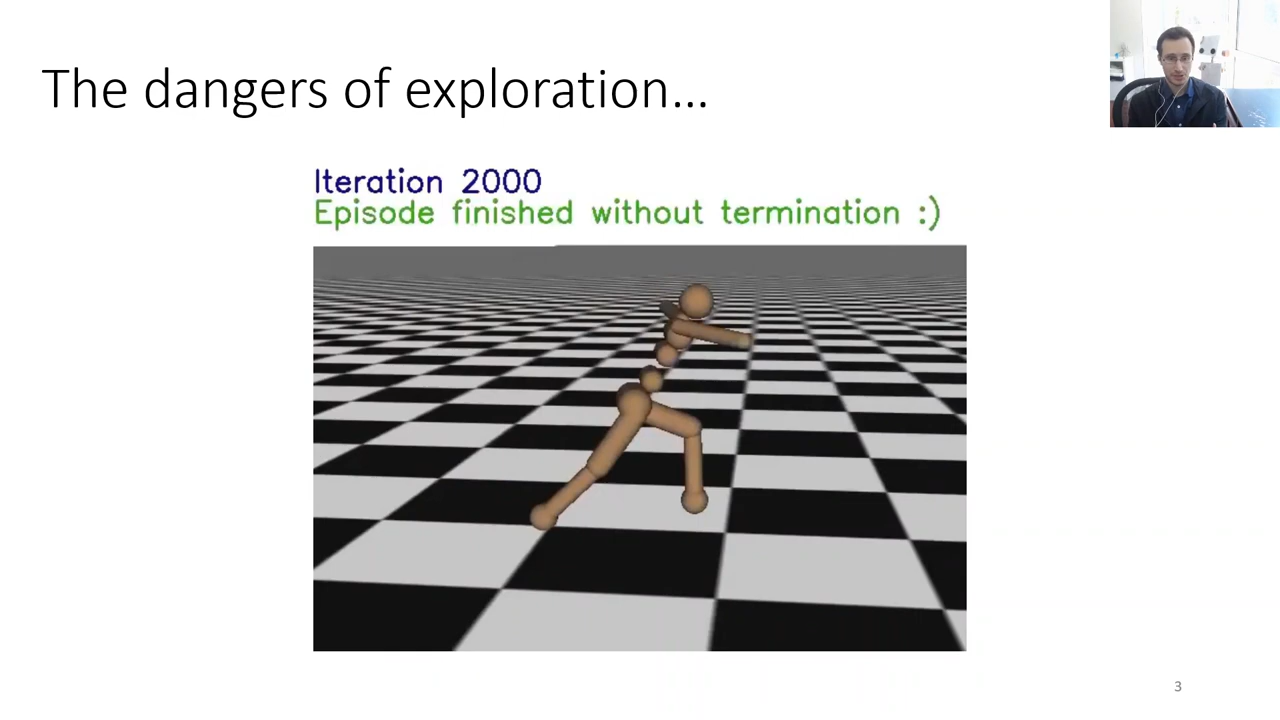 The dangers of exploration...
Iteration 2000
Episode finished without termination :)
3